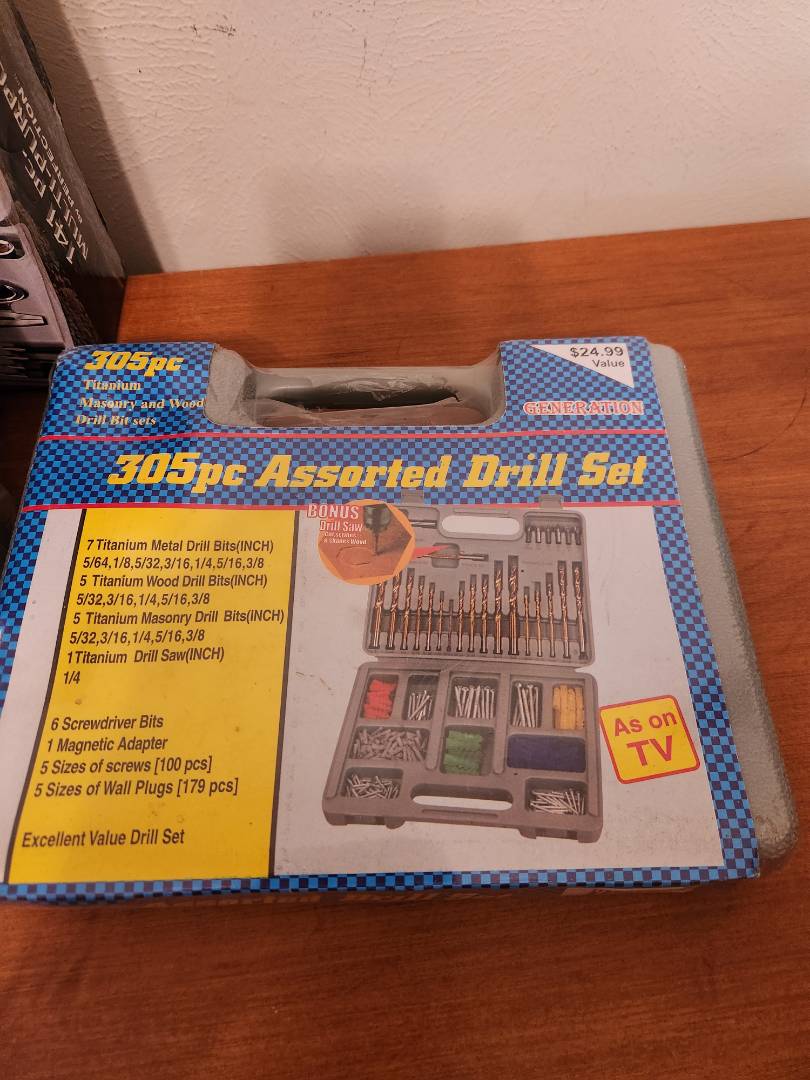 141 PC.
MULTI-PURPO
305pc
Titanium
Masonry and Wood
Drill Bit sets
$24.99
Value
GENERATION
305pc Assorted Drill Set
BONUS
Drill Saw
7 Titanium Metal Drill Bits(INCH)
5/64,1/8,5/32,3/16,1/4,5/16,3/8
5 Titanium Wood Drill Bits(INCH)
5/32,3/16,1/4,5/16,3/8
5 Titanium Masonry Drill Bits(INCH)
5/32,3/16,1/4,5/16,3/8
1Titanium Drill Saw(INCH)
1/4
6 Screwdriver Bits
1 Magnetic Adapter
5 Sizes of screws [100 pcs]
5 Sizes of Wall Plugs [179 pcs]
Excellent Value Drill Set
As on
TV